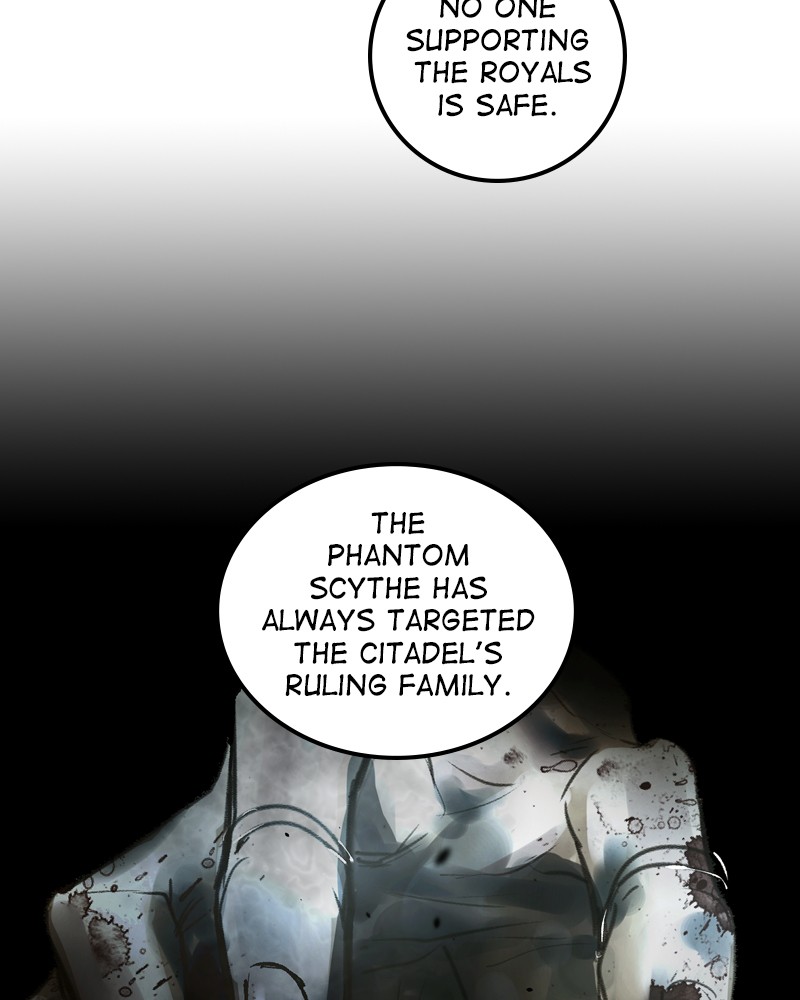 NO ONE
SUPPORTING
THE ROYALS
IS SAFE.
THE
PHANTOM
SCYTHE HAS
ALWAYS TARGETED
THE CITADEL'S
RULING FAMILY.